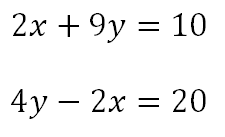 2x + 9y = 10
4y − 2x = 20